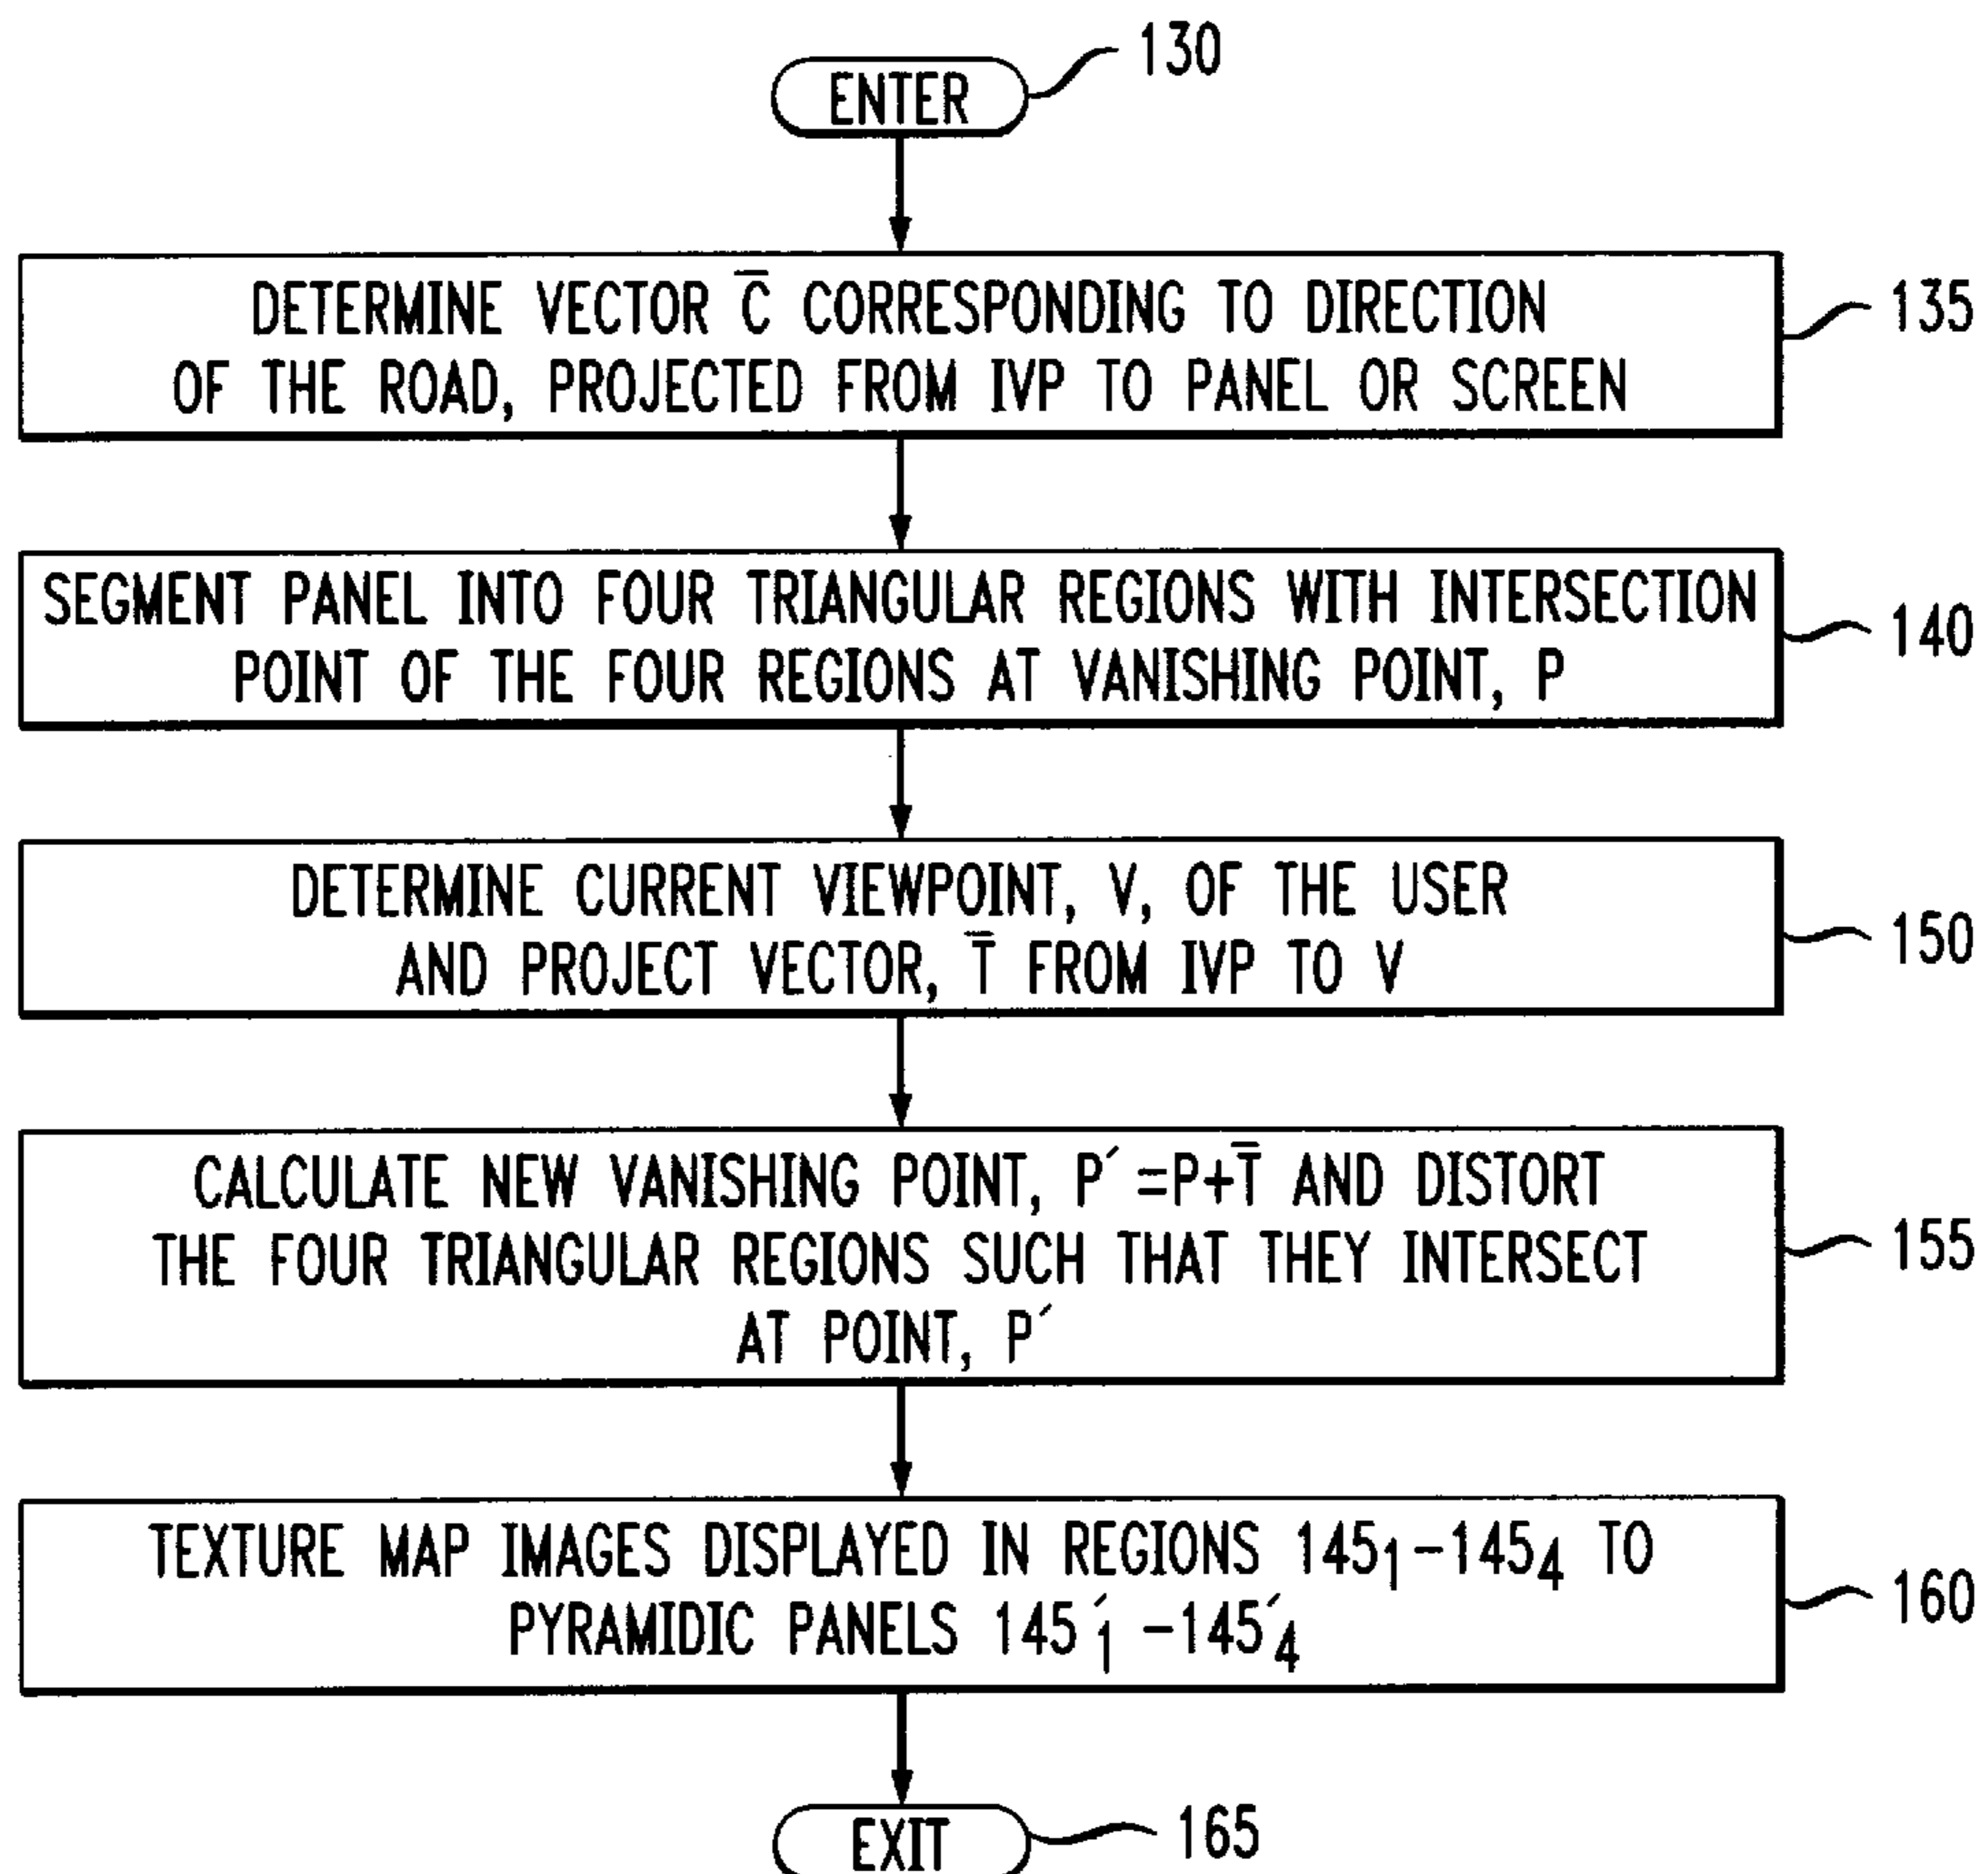 ENTER
130
DETERMINE VECTOR C̄ CORRESPONDING TO DIRECTION
OF THE ROAD, PROJECTED FROM IVP TO PANEL OR SCREEN
135
SEGMENT PANEL INTO FOUR TRIANGULAR REGIONS WITH INTERSECTION
POINT OF THE FOUR REGIONS AT VANISHING POINT, P
140
DETERMINE CURRENT VIEWPOINT, V, OF THE USER
AND PROJECT VECTOR, T̄ FROM IVP TO V
150
CALCULATE NEW VANISHING POINT, P′=P+T̄ AND DISTORT
THE FOUR TRIANGULAR REGIONS SUCH THAT THEY INTERSECT
AT POINT, P′
155
TEXTURE MAP IMAGES DISPLAYED IN REGIONS 145₁–145₄ TO
PYRAMIDIC PANELS 145′₁–145′₄
160
EXIT
165